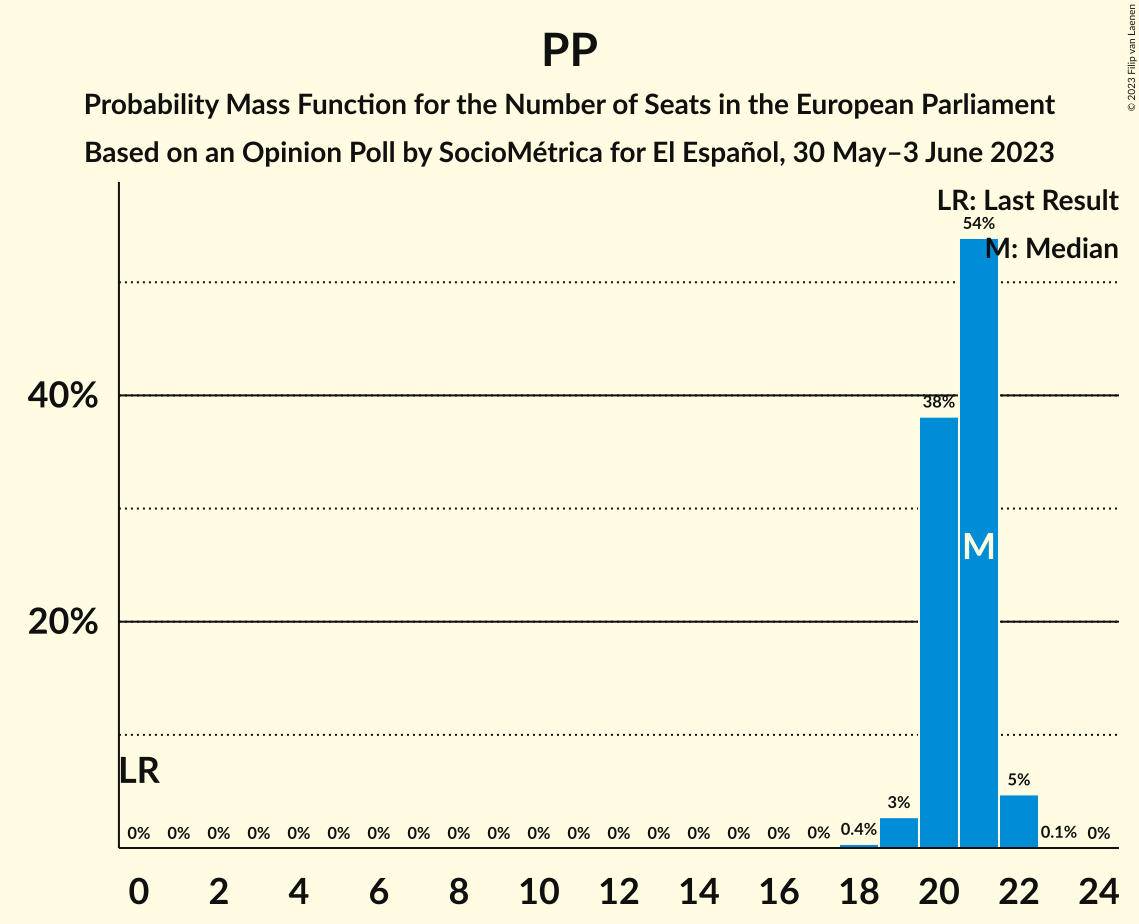 PP
Probability Mass Function for the Number of Seats in the European Parliament
Based on an Opinion Poll by SocioMétrica for El Español, 30 May–3 June 2023
© 2023 Filip van Laenen
LR: Last Result
M: Median
54%
40%
38%
M
20%
LR
0% 0% 0% 0% 0% 0% 0% 0% 0% 0% 0% 0% 0% 0% 0% 0% 0% 0% 0.4% 3% 5% 0.1% 0%
0 2 4 6 8 10 12 14 16 18 20 22 24